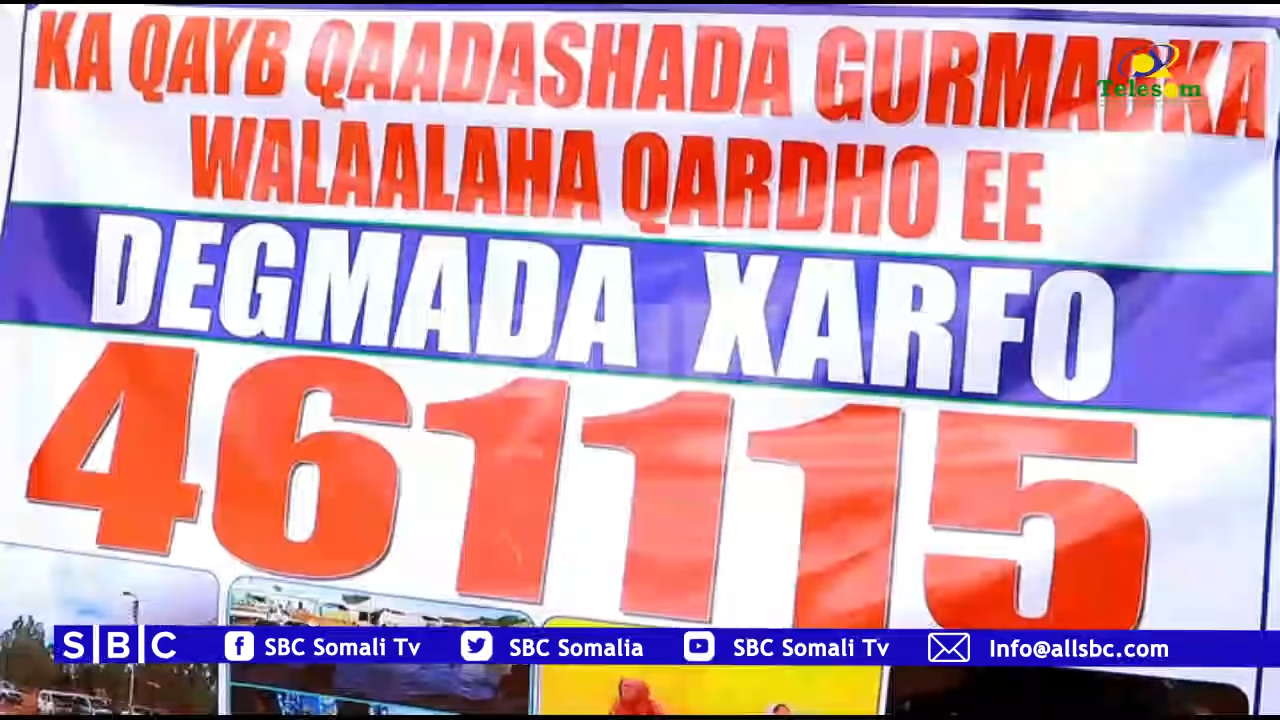 KA QAYB QAADASHADA GURMADKA
Telesom
WALAALAHA QARDHO EE
DEGMADA XARFO
461115
SBC SBC Somali Tv SBC Somalia SBC Somali Tv Info@allsbc.com